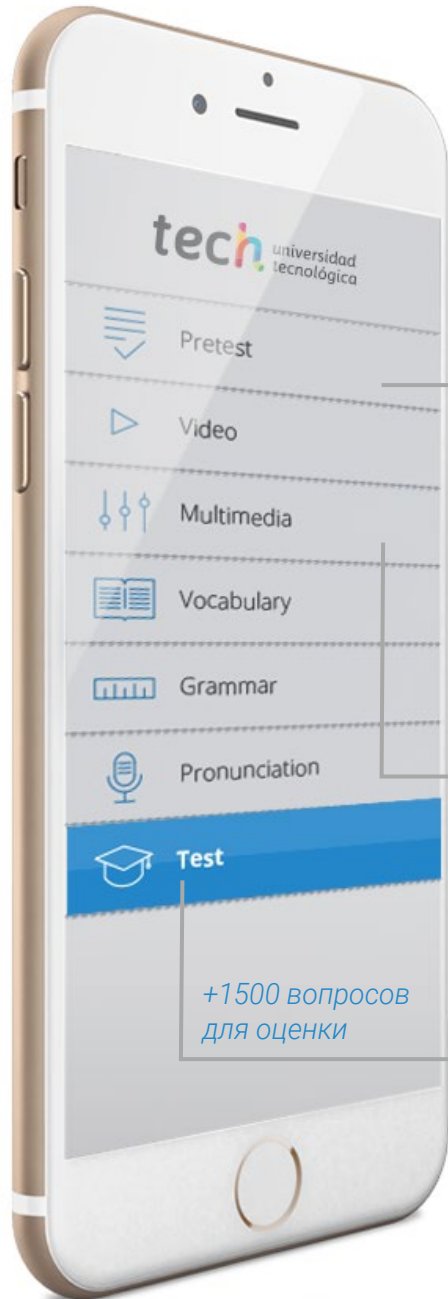 tech universidad
tecnológica
Pretest
Video
Multimedia
Vocabulary
Grammar
Pronunciation
Test
+1500 вопросов
для оценки